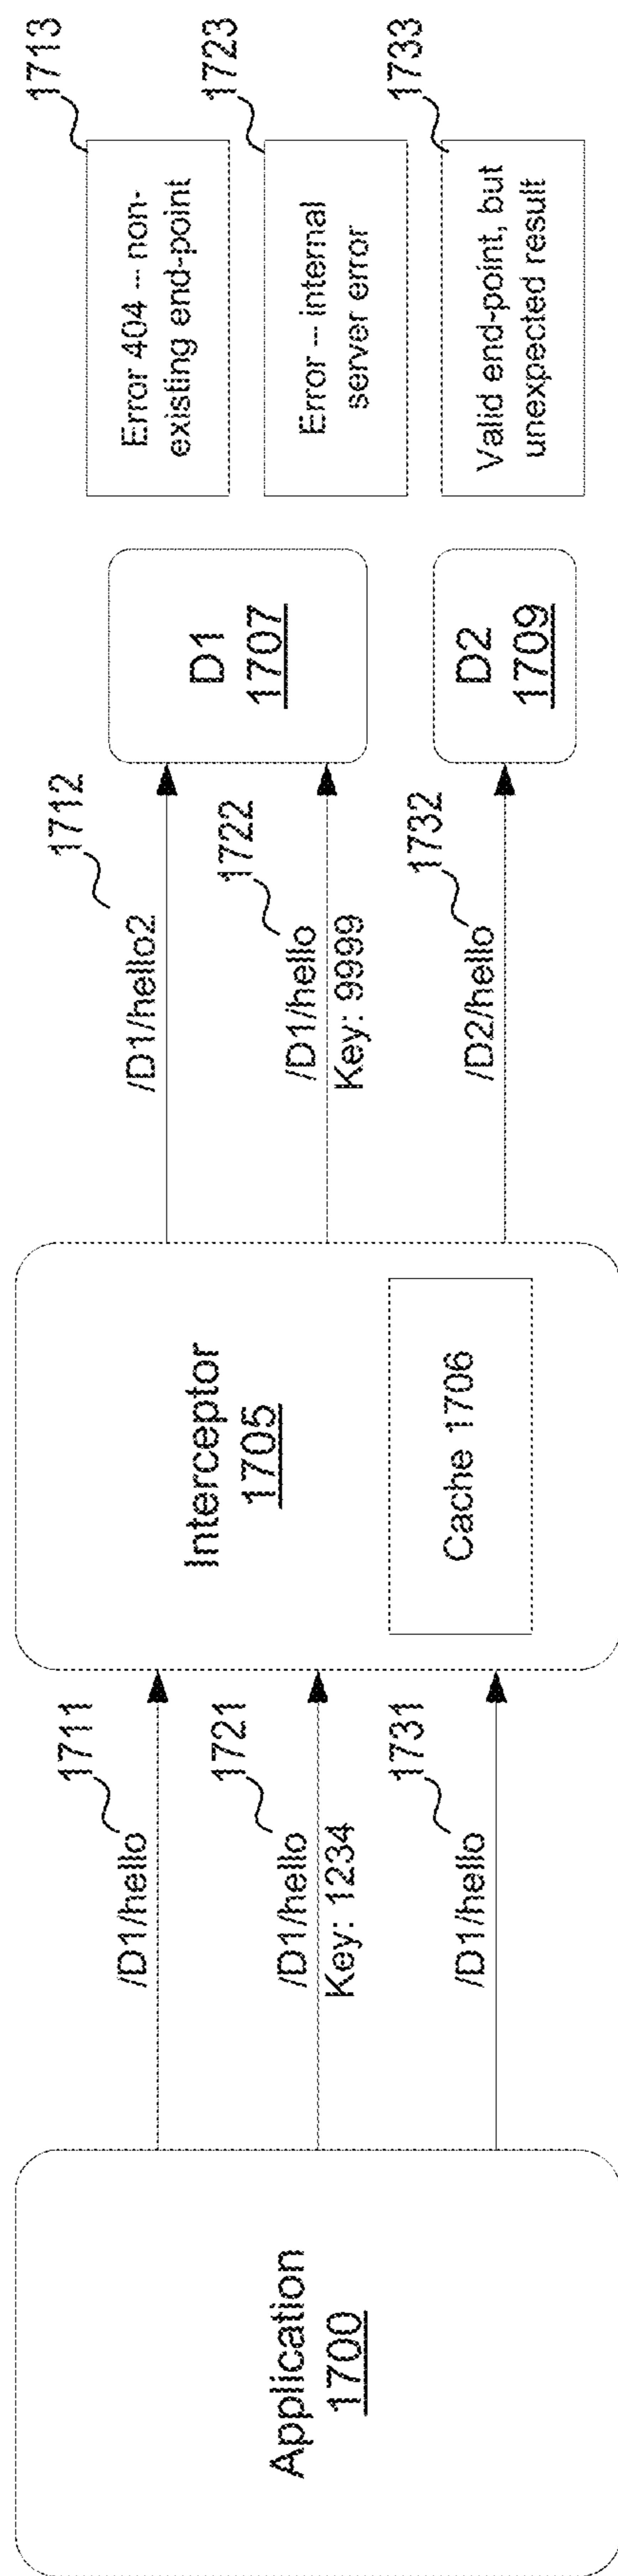 Application
1700
/D1/hello
1711
/D1/hello
Key: 1234
1721
/D1/hello
1731
Interceptor
1705
Cache 1706
/D1/hello2
1712
/D1/hello
Key: 9999
1722
/D2/hello
1732
D1
1707
D2
1709
Error 404 -- non-
existing end-point
1713
Error -- internal
server error
1723
Valid end-point, but
unexpected result
1733